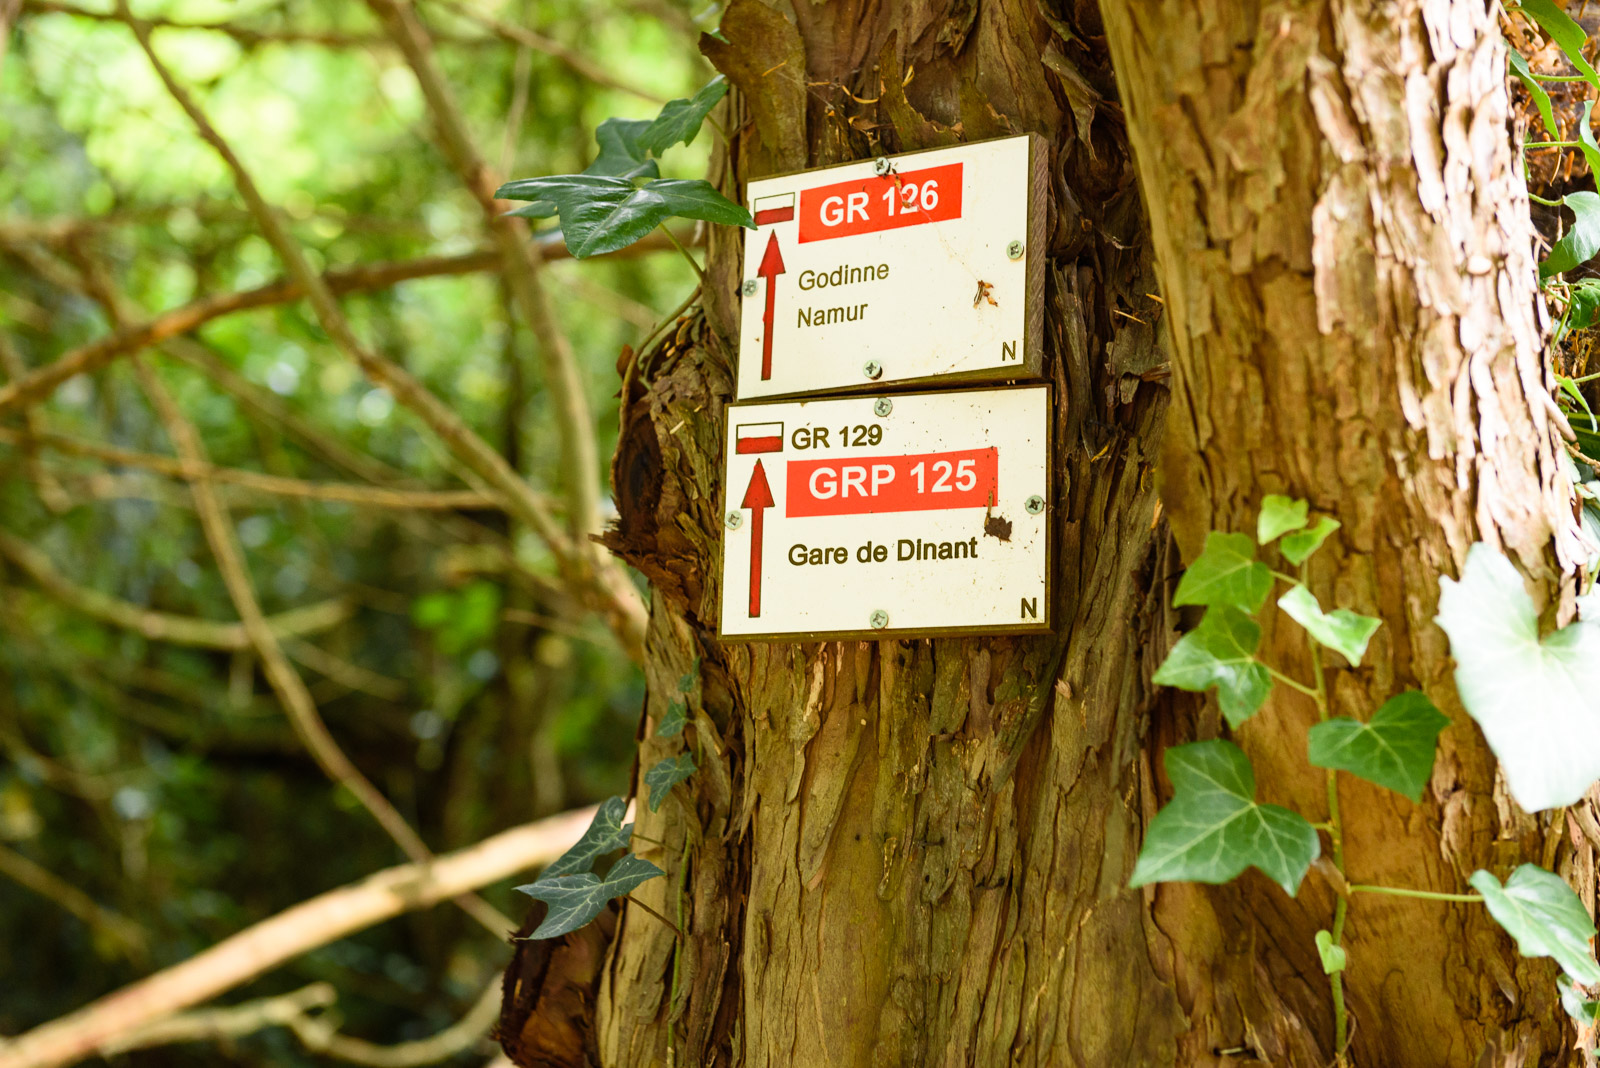 GR 126
Godinne
Namur
N
GR 129
GRP 125
Gare de Dinant
N